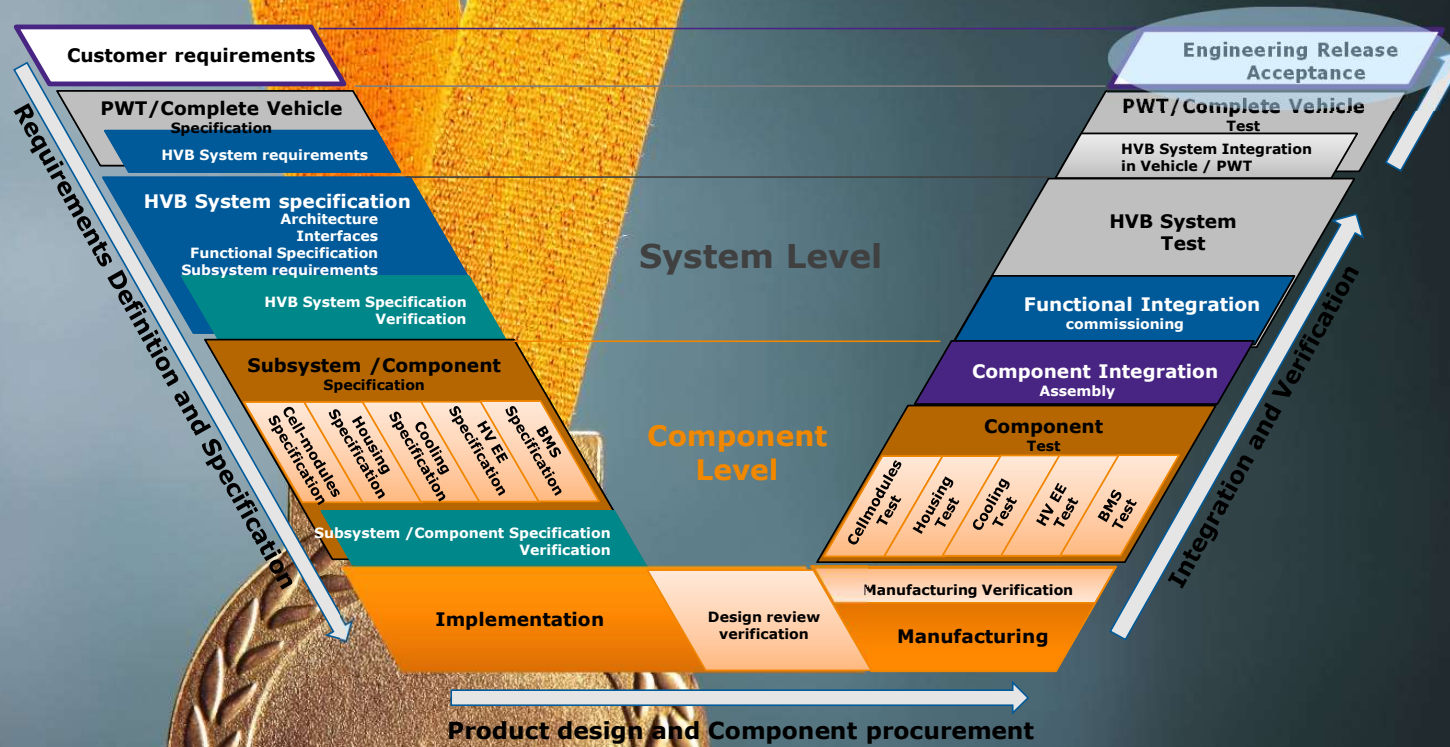 Customer requirements
PWT/Complete Vehicle
Specification
HVB System requirements
HVB System specification
Architecture
Interfaces
Functional Specification
Subsystem requirements
HVB System Specification
Verification
Subsystem /Component
Specification
Cell-modules
Specification
Housing
Specification
Cooling
Specification
HV EE
Specification
BMS
Specification
Subsystem /Component Specification
Verification
Requirements Definition and Specification
Implementation
Design review
verification
Manufacturing Verification
Manufacturing
Product design and Component procurement
System Level
Component
Level
Engineering Release
Acceptance
PWT/Complete Vehicle
Test
HVB System Integration
in Vehicle / PWT
HVB System
Test
Functional Integration
commissioning
Component Integration
Assembly
Component
Test
Cellmodules
Test
Housing
Test
Cooling
Test
HV EE
Test
BMS
Test
Integration and Verification